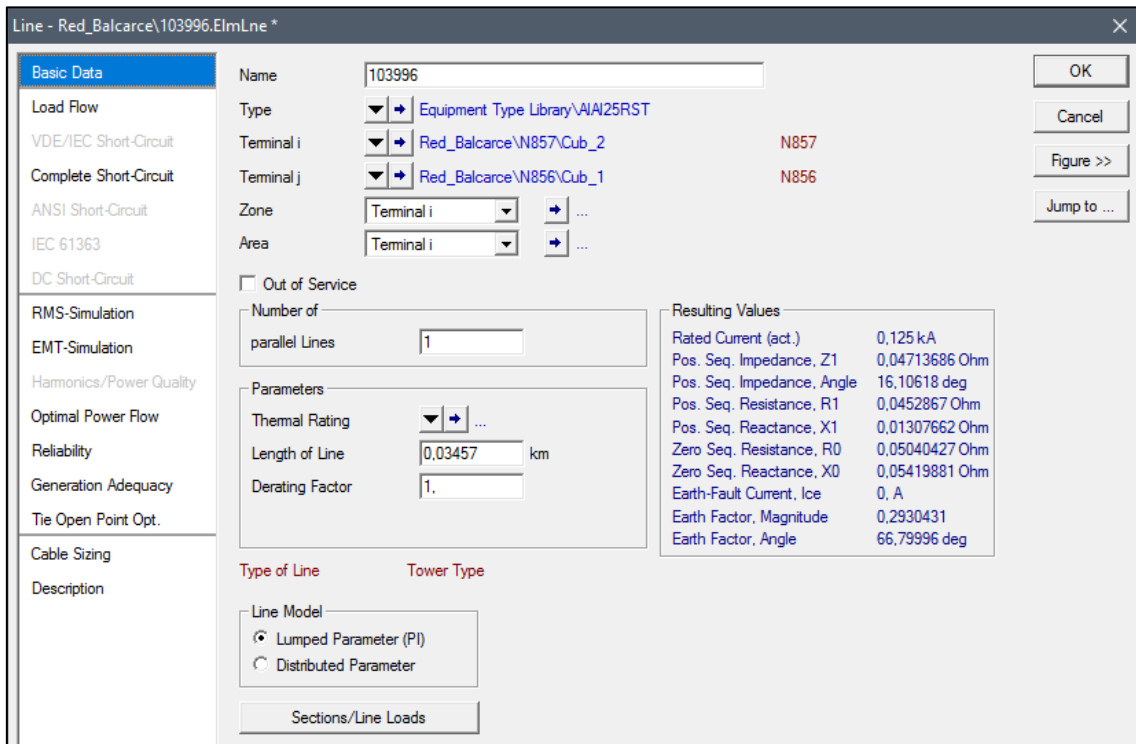 Line - Red_Balcarce\103996.ElmLne *
Basic Data
Load Flow
VDE/IEC Short-Circuit
Complete Short-Circuit
ANSI Short-Circuit
IEC 61363
DC Short-Circuit
RMS-Simulation
EMT-Simulation
Harmonics/Power Quality
Optimal Power Flow
Reliability
Generation Adequacy
Tie Open Point Opt.
Cable Sizing
Description
Name 103996
Type Equipment Type Library\AlAl25RST
Terminal i Red_Balcarce\N857\Cub_2 N857
Terminal j Red_Balcarce\N856\Cub_1 N856
Zone Terminal i ...
Area Terminal i ...
Out of Service
Number of
parallel Lines 1
Parameters
Thermal Rating ...
Length of Line 0,03457 km
Derating Factor 1,
Resulting Values
Rated Current (act.) 0,125 kA
Pos. Seq. Impedance, Z1 0,04713686 Ohm
Pos. Seq. Impedance, Angle 16,10618 deg
Pos. Seq. Resistance, R1 0,0452867 Ohm
Pos. Seq. Reactance, X1 0,01307662 Ohm
Zero Seq. Resistance, R0 0,05040427 Ohm
Zero Seq. Reactance, X0 0,05419881 Ohm
Earth-Fault Current, Ice 0, A
Earth Factor, Magnitude 0,2930431
Earth Factor, Angle 66,79996 deg
Type of Line Tower Type
Line Model
Lumped Parameter (PI)
Distributed Parameter
Sections/Line Loads
OK
Cancel
Figure >>
Jump to ...